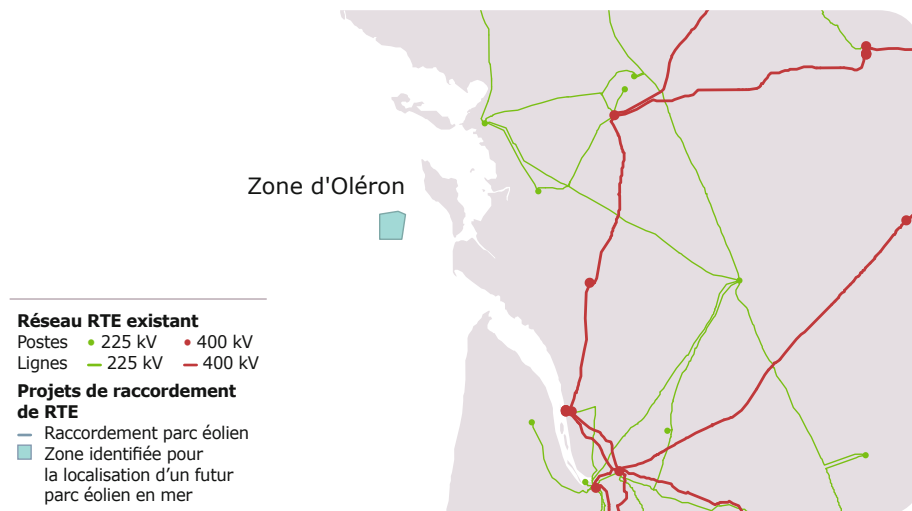 Zone d'Oléron
Réseau RTE existant
Postes 225 kV 400 kV
Lignes 225 kV 400 kV
Projets de raccordement
de RTE
Raccordement parc éolien
Zone identifiée pour
la localisation d’un futur
parc éolien en mer